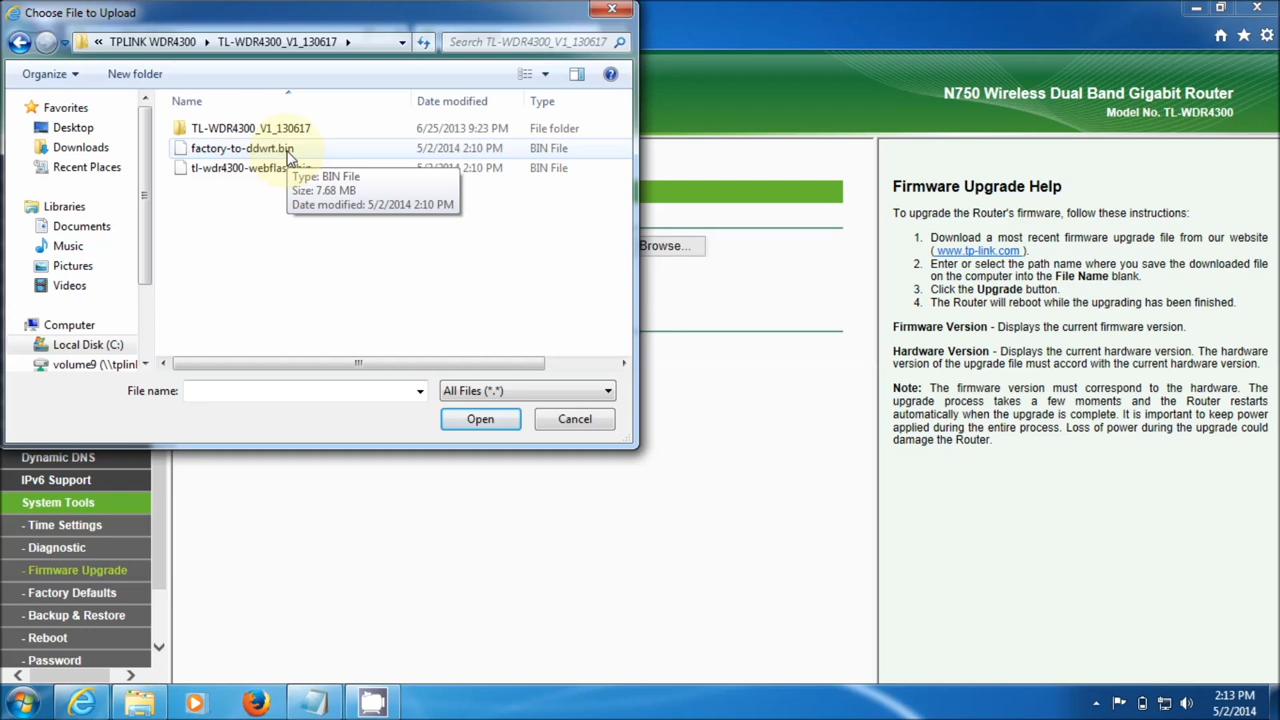 Choose File to Upload
« TPLINK WDR4300 TL-WDR4300_V1_130617
Search TL-WDR4300_V1_130617
Organize New folder
Name Date modified Type
Favorites
Desktop
Downloads
Recent Places
Libraries
Documents
Music
Pictures
Videos
Computer
Local Disk (C:)
volume9 (\\tplinl
TL-WDR4300_V1_130617 6/25/2013 9:23 PM File folder
factory-to-ddwrt.bin 5/2/2014 2:10 PM BIN File
tl-wdr4300-webflash.bin 5/2/2014 2:10 PM BIN File
Type: BIN File
Size: 7.68 MB
Date modified: 5/2/2014 2:10 PM
File name: All Files (*.*)
Open Cancel
N750 Wireless Dual Band Gigabit Router
Model No. TL-WDR4300
Browse...
Firmware Upgrade Help
To upgrade the Router's firmware, follow these instructions:
1. Download a most recent firmware upgrade file from our website
( www.tp-link.com ).
2. Enter or select the path name where you save the downloaded file
on the computer into the File Name blank.
3. Click the Upgrade button.
4. The Router will reboot while the upgrading has been finished.
Firmware Version - Displays the current firmware version.
Hardware Version - Displays the current hardware version. The hardware
version of the upgrade file must accord with the current hardware version.
Note: The firmware version must correspond to the hardware. The
upgrade process takes a few moments and the Router restarts
automatically when the upgrade is complete. It is important to keep power
applied during the entire process. Loss of power during the upgrade could
damage the Router.
Dynamic DNS
IPv6 Support
System Tools
- Time Settings
- Diagnostic
- Firmware Upgrade
- Factory Defaults
- Backup & Restore
- Reboot
- Password
2:13 PM
5/2/2014